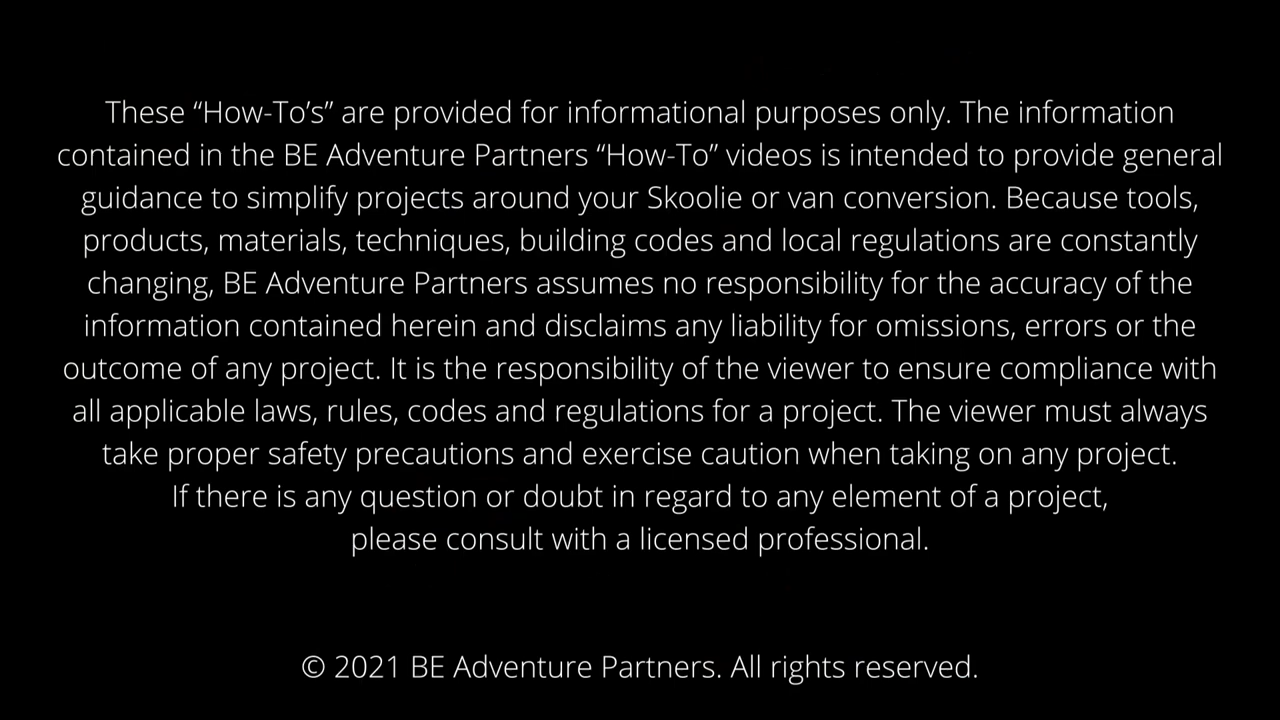 These “How-To’s” are provided for informational purposes only. The information
contained in the BE Adventure Partners “How-To” videos is intended to provide general
guidance to simplify projects around your Skoolie or van conversion. Because tools,
products, materials, techniques, building codes and local regulations are constantly
changing, BE Adventure Partners assumes no responsibility for the accuracy of the
information contained herein and disclaims any liability for omissions, errors or the
outcome of any project. It is the responsibility of the viewer to ensure compliance with
all applicable laws, rules, codes and regulations for a project. The viewer must always
take proper safety precautions and exercise caution when taking on any project.
If there is any question or doubt in regard to any element of a project,
please consult with a licensed professional.
© 2021 BE Adventure Partners. All rights reserved.